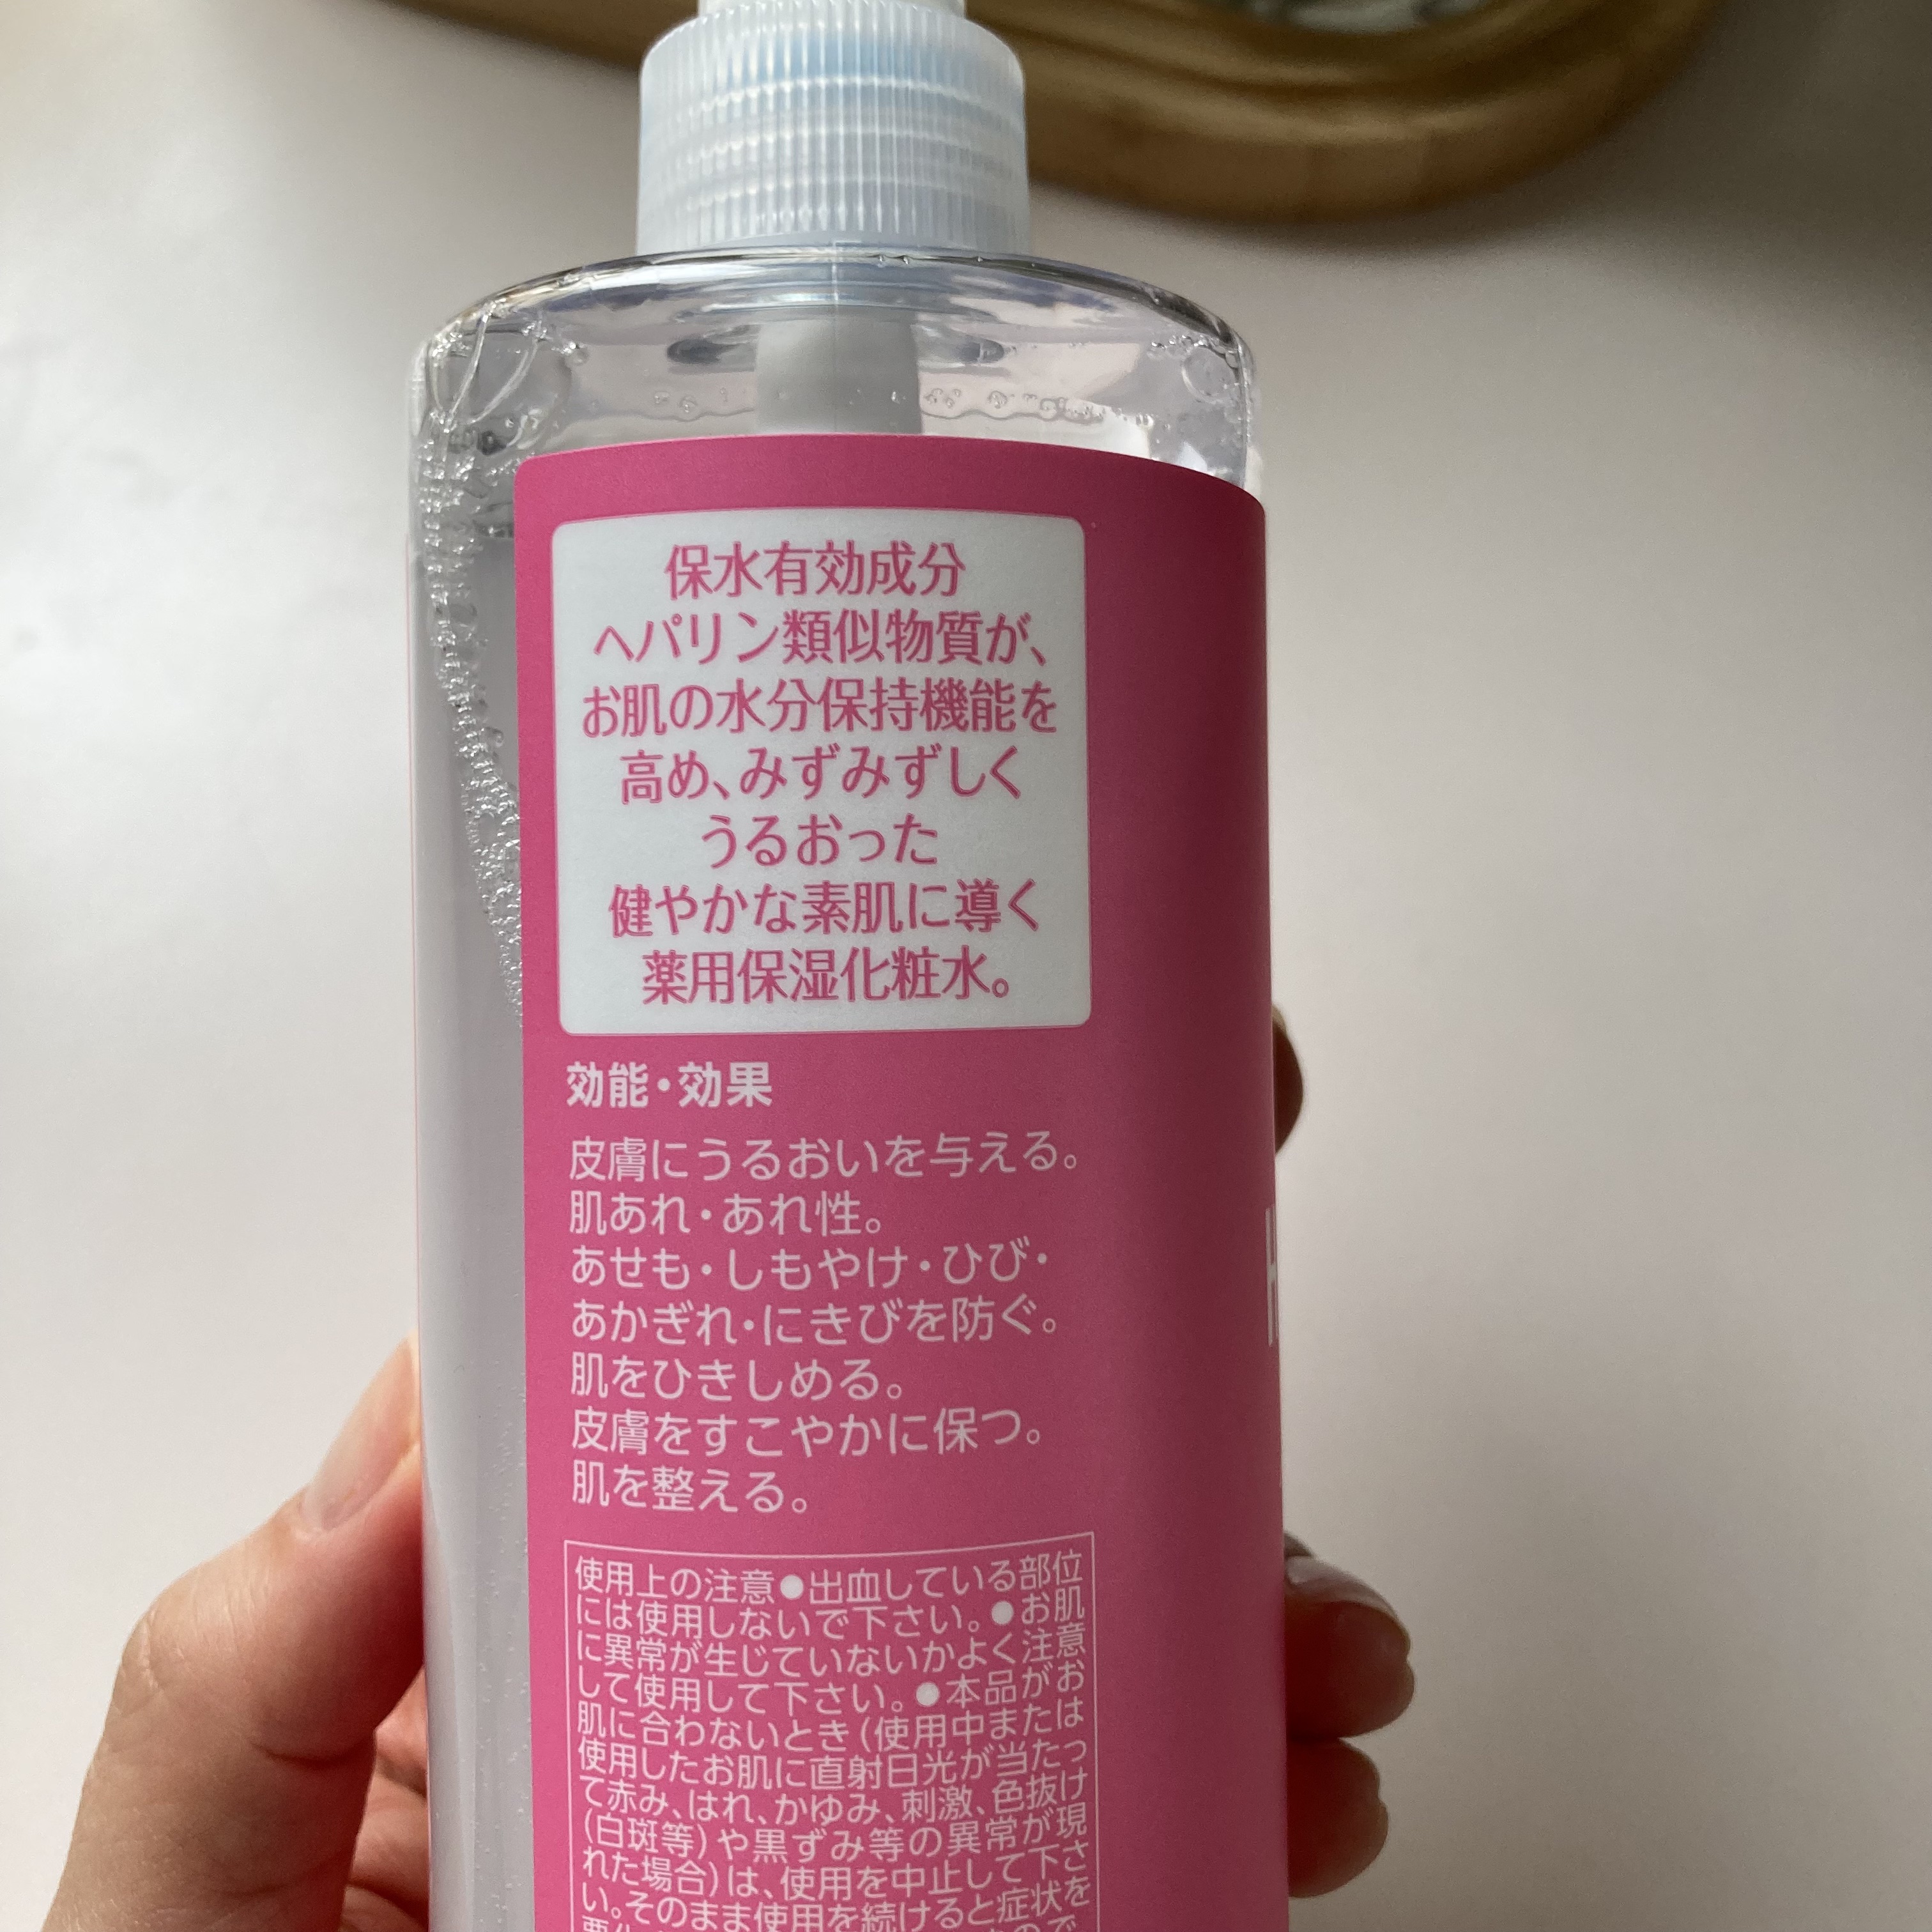 保水有効成分
ヘパリン類似物質が、
お肌の水分保持機能を
高め、みずみずしく
うるおった
健やかな素肌に導く
薬用保湿化粧水。
効能・効果
皮膚にうるおいを与える。
肌あれ・あれ性。
あせも・しもやけ・ひび・
あかぎれ・にきびを防ぐ。
肌をひきしめる。
皮膚をすこやかに保つ。
肌を整える。
使用上の注意●出血している部位
には使用しないで下さい。●お肌
に異常が生じていないかよく注意
して使用して下さい。●本品がお
肌に合わないとき(使用中または
使用したお肌に直射日光が当たっ
て赤み、はれ、かゆみ、刺激、色抜け
(白斑等)や黒ずみ等の異常が現
れた場合)は、使用を中止して下さ
い。そのまま使用を続けると症状を